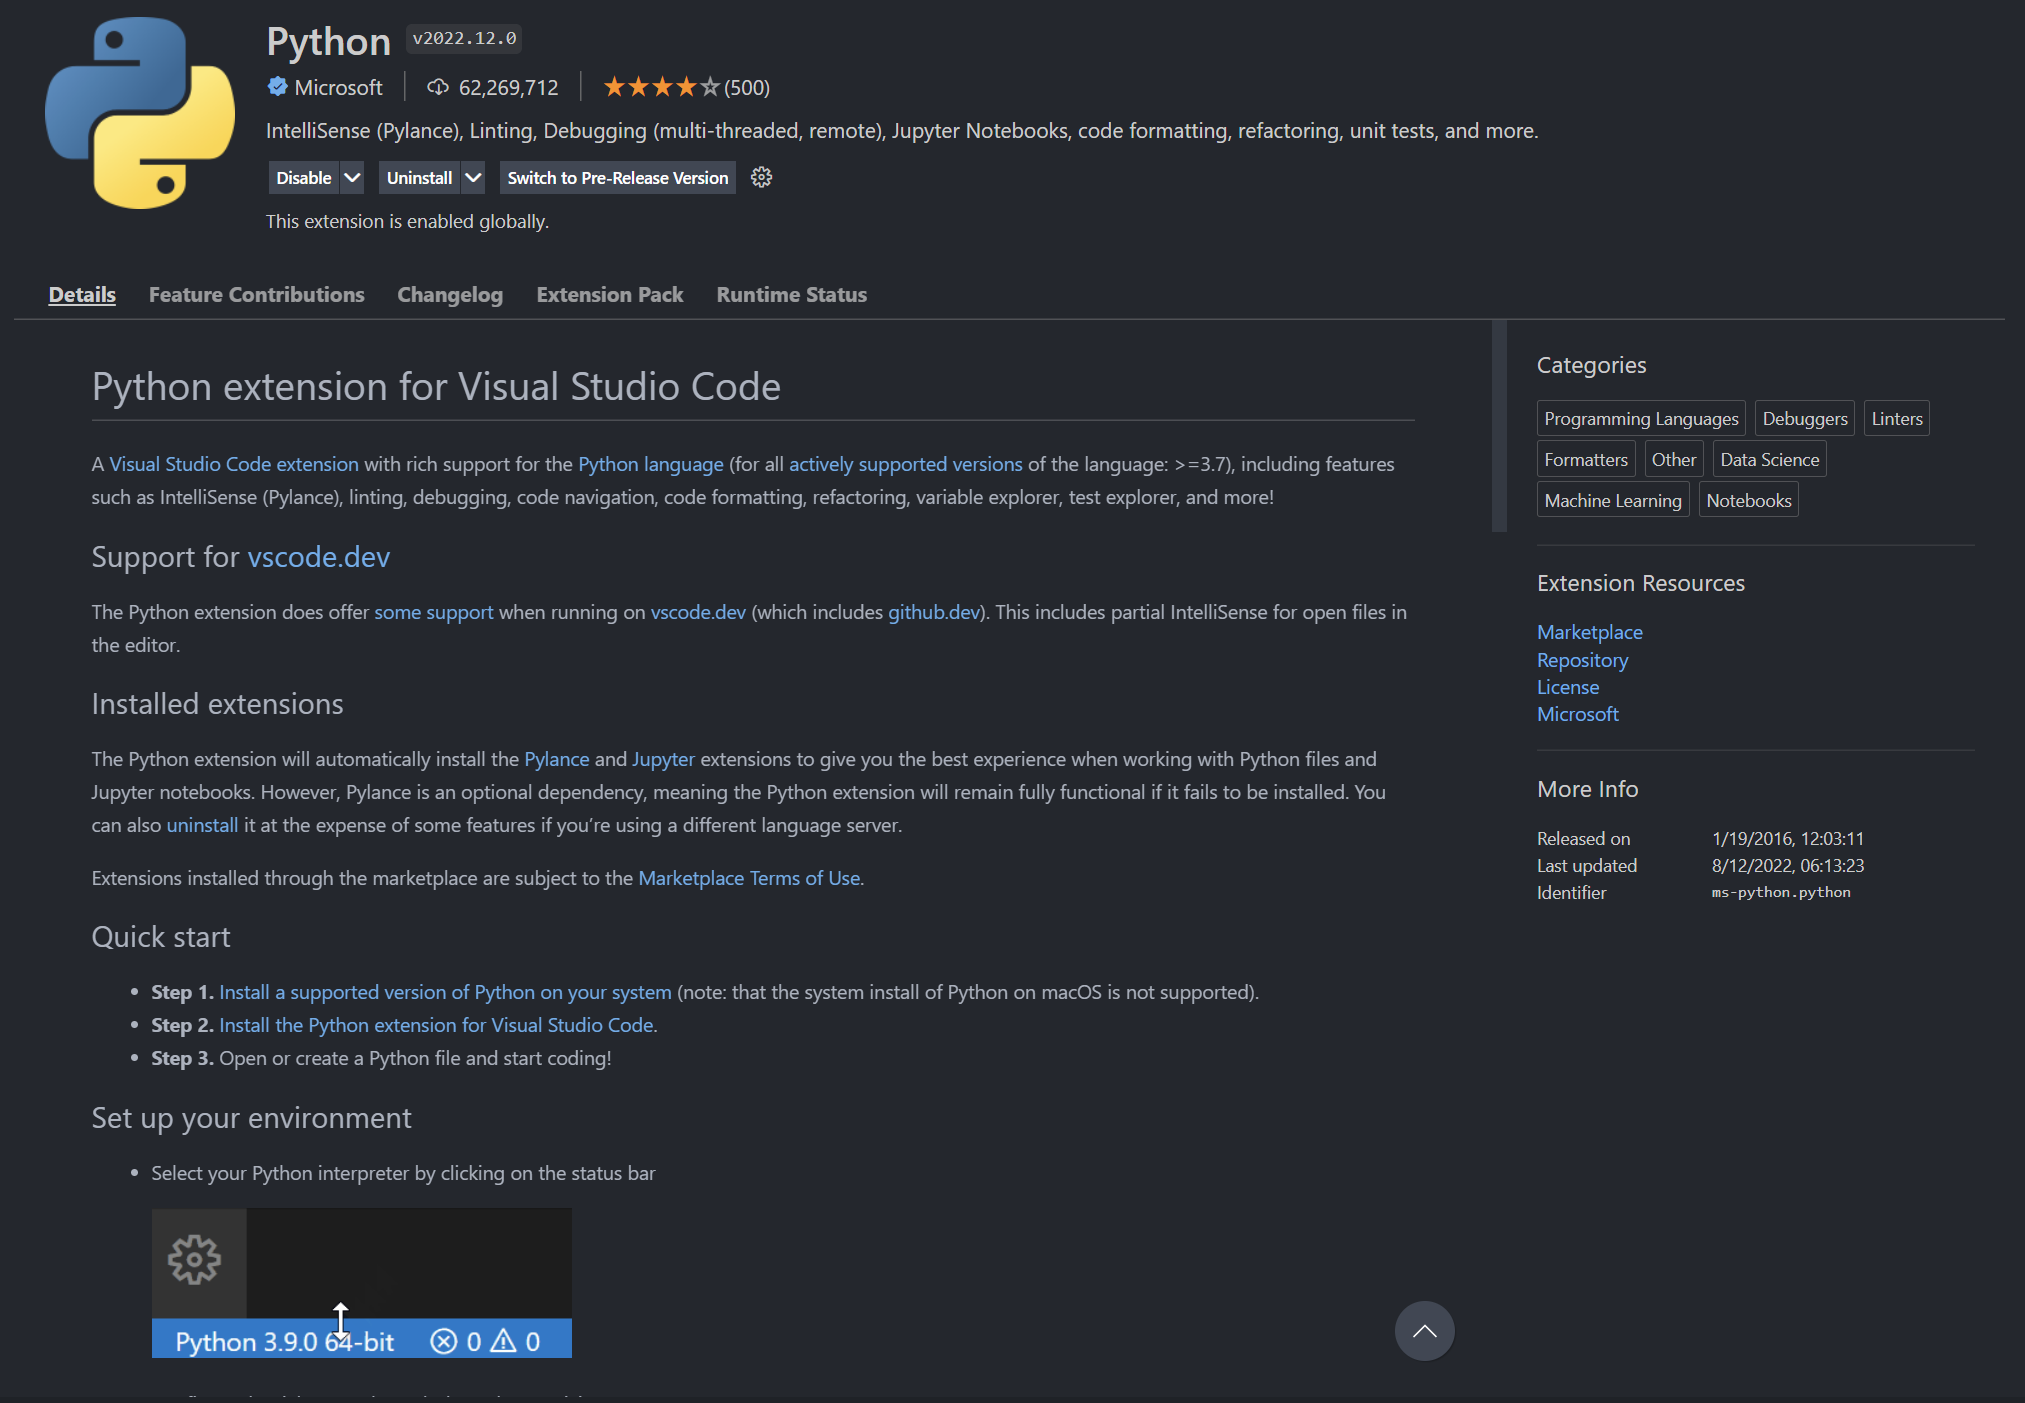 Python v2022.12.0
Microsoft 62,269,712 (500)
IntelliSense (Pylance), Linting, Debugging (multi-threaded, remote), Jupyter Notebooks, code formatting, refactoring, unit tests, and more.
Disable Uninstall Switch to Pre-Release Version
This extension is enabled globally.
Details Feature Contributions Changelog Extension Pack Runtime Status
Python extension for Visual Studio Code
A Visual Studio Code extension with rich support for the Python language (for all actively supported versions of the language: >=3.7), including features
such as IntelliSense (Pylance), linting, debugging, code navigation, code formatting, refactoring, variable explorer, test explorer, and more!
Support for vscode.dev
The Python extension does offer some support when running on vscode.dev (which includes github.dev). This includes partial IntelliSense for open files in
the editor.
Installed extensions
The Python extension will automatically install the Pylance and Jupyter extensions to give you the best experience when working with Python files and
Jupyter notebooks. However, Pylance is an optional dependency, meaning the Python extension will remain fully functional if it fails to be installed. You
can also uninstall it at the expense of some features if you’re using a different language server.
Extensions installed through the marketplace are subject to the Marketplace Terms of Use.
Quick start
• Step 1. Install a supported version of Python on your system (note: that the system install of Python on macOS is not supported).
• Step 2. Install the Python extension for Visual Studio Code.
• Step 3. Open or create a Python file and start coding!
Set up your environment
• Select your Python interpreter by clicking on the status bar
Python 3.9.0 64-bit 0 0
Categories
Programming Languages Debuggers Linters
Formatters Other Data Science
Machine Learning Notebooks
Extension Resources
Marketplace
Repository
License
Microsoft
More Info
Released on 1/19/2016, 12:03:11
Last updated 8/12/2022, 06:13:23
Identifier ms-python.python